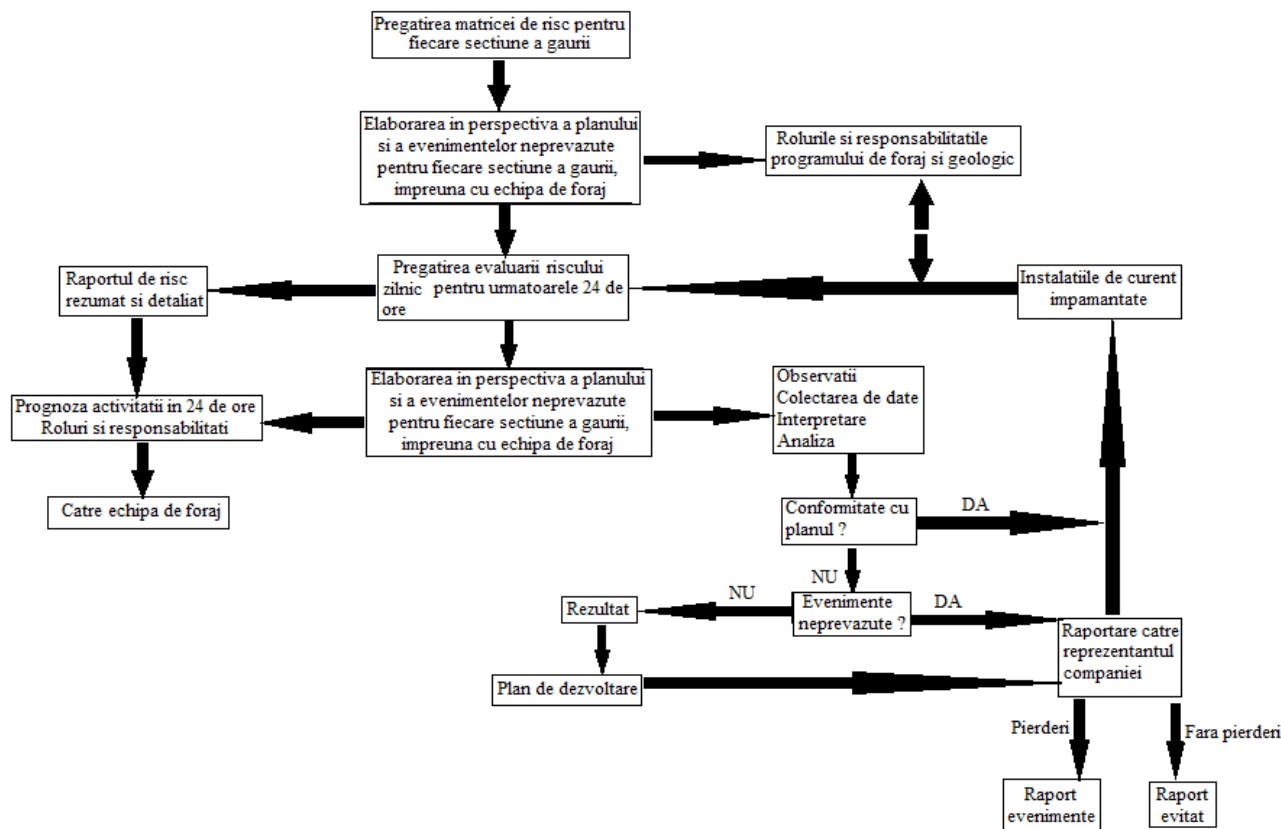 Pregatirea matricei de risc pentru
fiecare sectiune a gaurii
Elaborarea in perspectiva a planului
si a evenimentelor neprevazute
pentru fiecare sectiune a gaurii,
impreuna cu echipa de foraj
Rolurile si responsabilitatile
programului de foraj si geologic
Raportul de risc
rezumat si detaliat
Pregatirea evaluarii riscului
zilnic pentru urmatoarele 24 de
ore
Instalatiile de curent
impamantate
Prognoza activitatii in 24 de ore
Roluri si responsabilitati
Elaborarea in perspectiva a planului
si a evenimentelor neprevazute
pentru fiecare sectiune a gaurii,
impreuna cu echipa de foraj
Observatii
Colectarea de date
Interpretare
Analiza
Catre echipa de foraj
Conformitate cu
planul ?
DA
NU
NU
Rezultat
Evenimente
neprevazute ?
DA
Raportare catre
reprezentantul
companiei
Plan de dezvoltare
Pierderi
Fara pierderi
Raport
evenimente
Raport
evitat